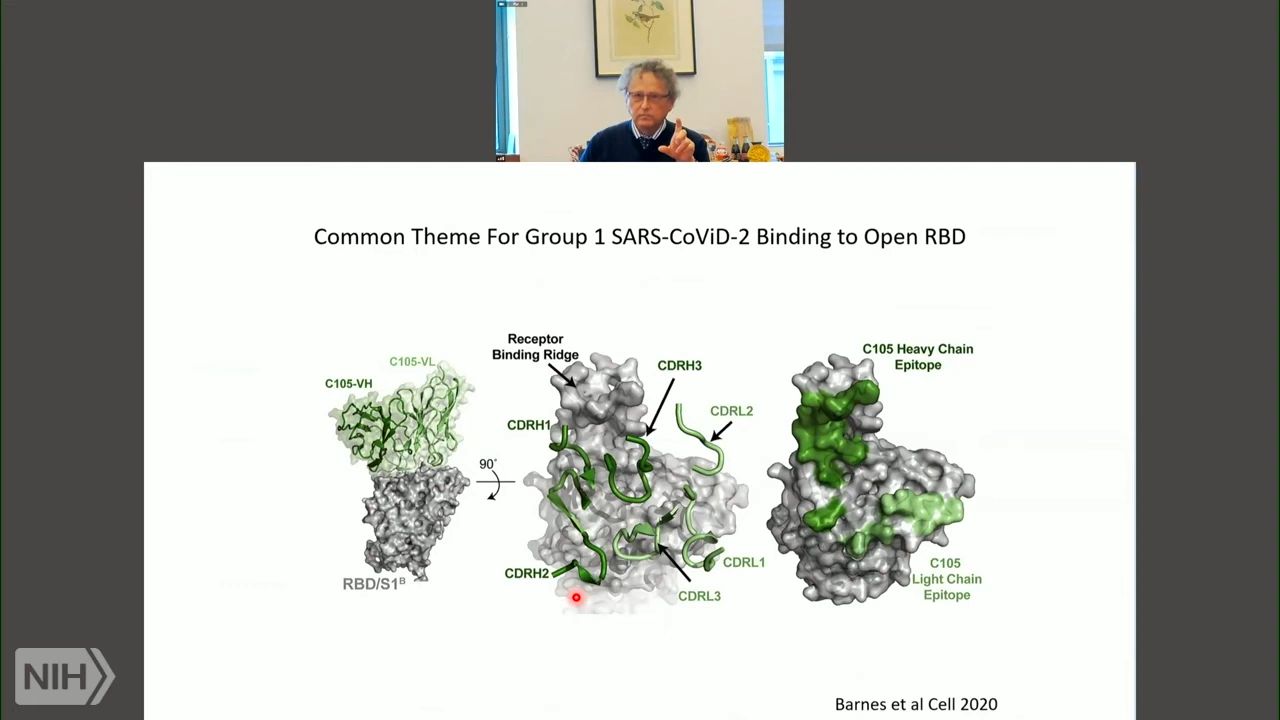 Common Theme For Group 1 SARS-CoViD-2 Binding to Open RBD
C105-VL
C105-VH
90°
RBD/S1ᴮ
Receptor
Binding Ridge
CDRH3
CDRL2
CDRH1
CDRH2
CDRL1
CDRL3
C105 Heavy Chain
Epitope
C105
Light Chain
Epitope
NIH
Barnes et al Cell 2020